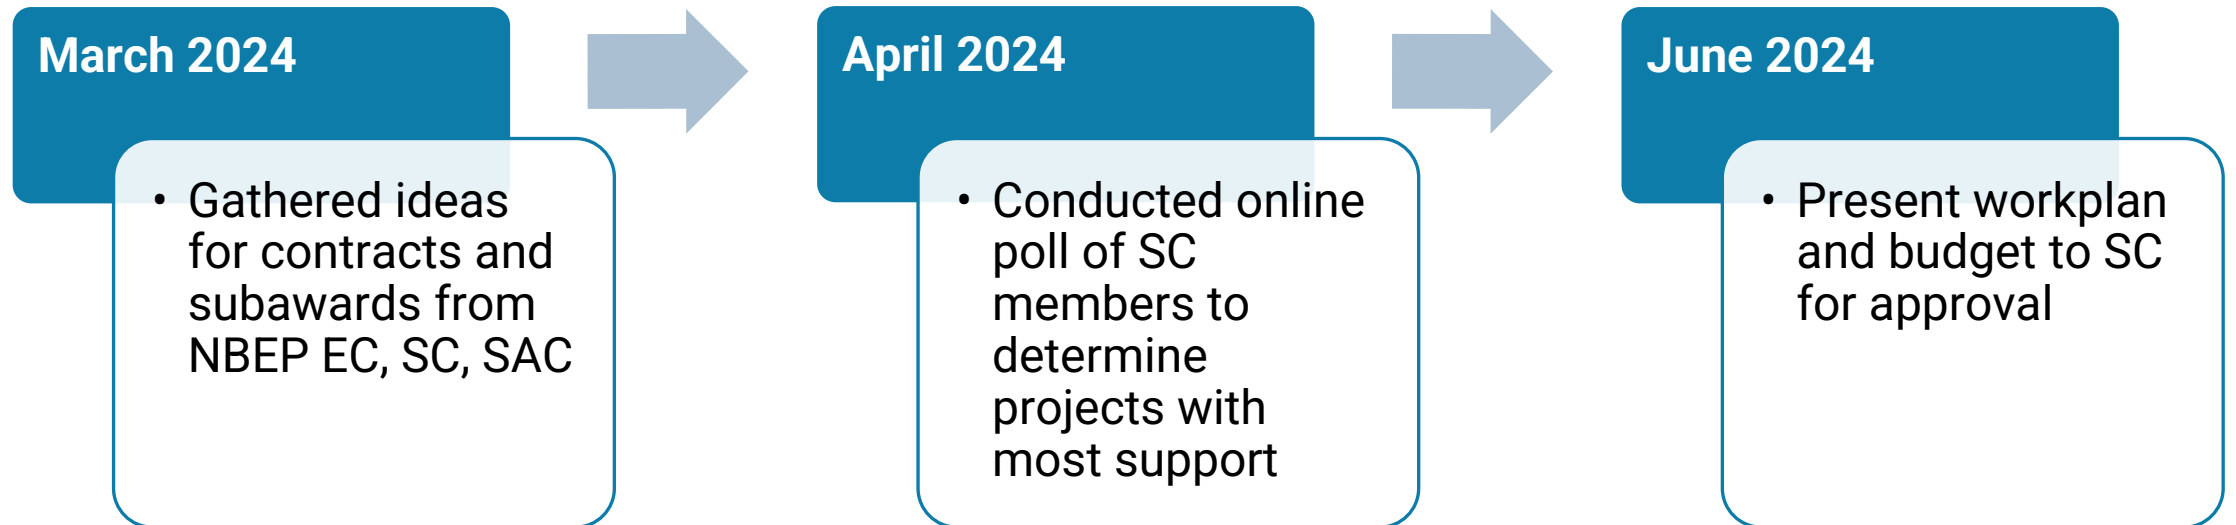 March 2024
• Gathered ideas
for contracts and
subawards from
NBEP EC, SC, SAC
April 2024
• Conducted online
poll of SC
members to
determine
projects with
most support
June 2024
• Present workplan
and budget to SC
for approval